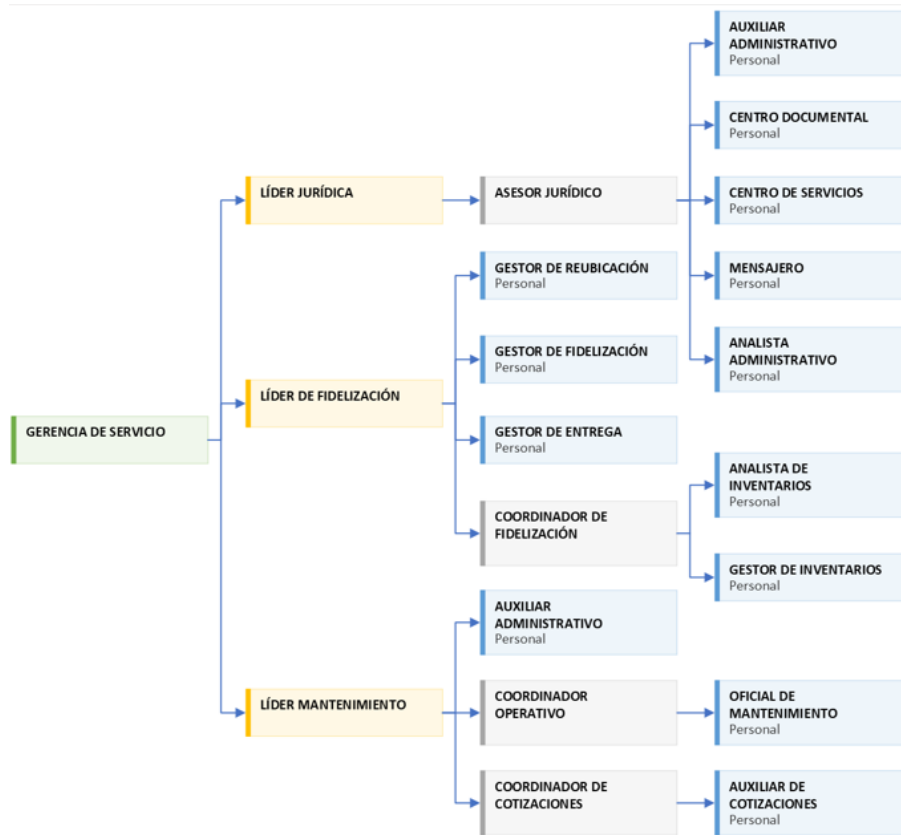 AUXILIAR
ADMINISTRATIVO
Personal
CENTRO DOCUMENTAL
Personal
LÍDER JURÍDICA
ASESOR JURÍDICO
CENTRO DE SERVICIOS
Personal
GESTOR DE REUBICACIÓN
Personal
MENSAJERO
Personal
GESTOR DE FIDELIZACIÓN
Personal
ANALISTA
ADMINISTRATIVO
Personal
LÍDER DE FIDELIZACIÓN
GERENCIA DE SERVICIO
GESTOR DE ENTREGA
Personal
ANALISTA DE
INVENTARIOS
Personal
COORDINADOR DE
FIDELIZACIÓN
GESTOR DE INVENTARIOS
Personal
AUXILIAR
ADMINISTRATIVO
Personal
LÍDER MANTENIMIENTO
COORDINADOR
OPERATIVO
OFICIAL DE
MANTENIMIENTO
Personal
COORDINADOR DE
COTIZACIONES
AUXILIAR DE
COTIZACIONES
Personal